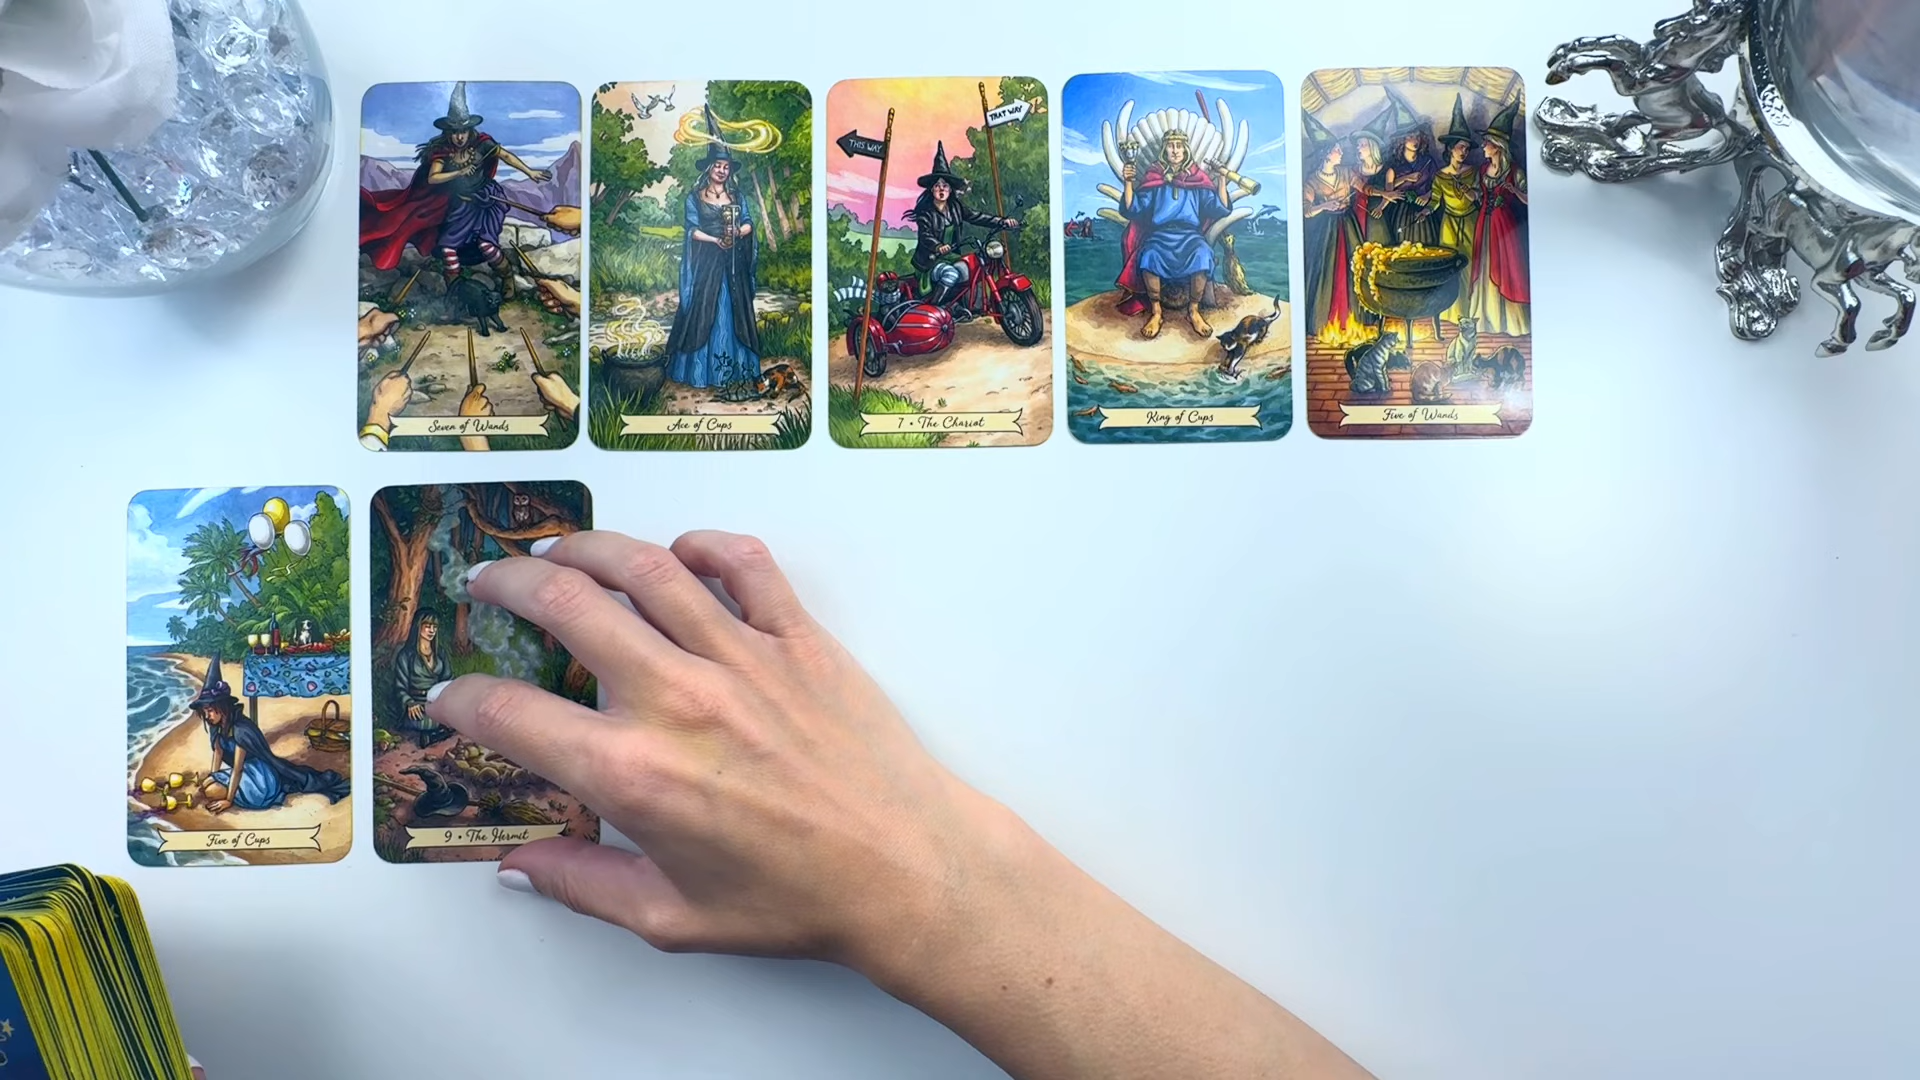 THIS WAY
THAT WAY
Seven of Wands
Ace of Cups
7 • The Chariot
King of Cups
Five of Wands
Five of Cups
9 • The Hermit